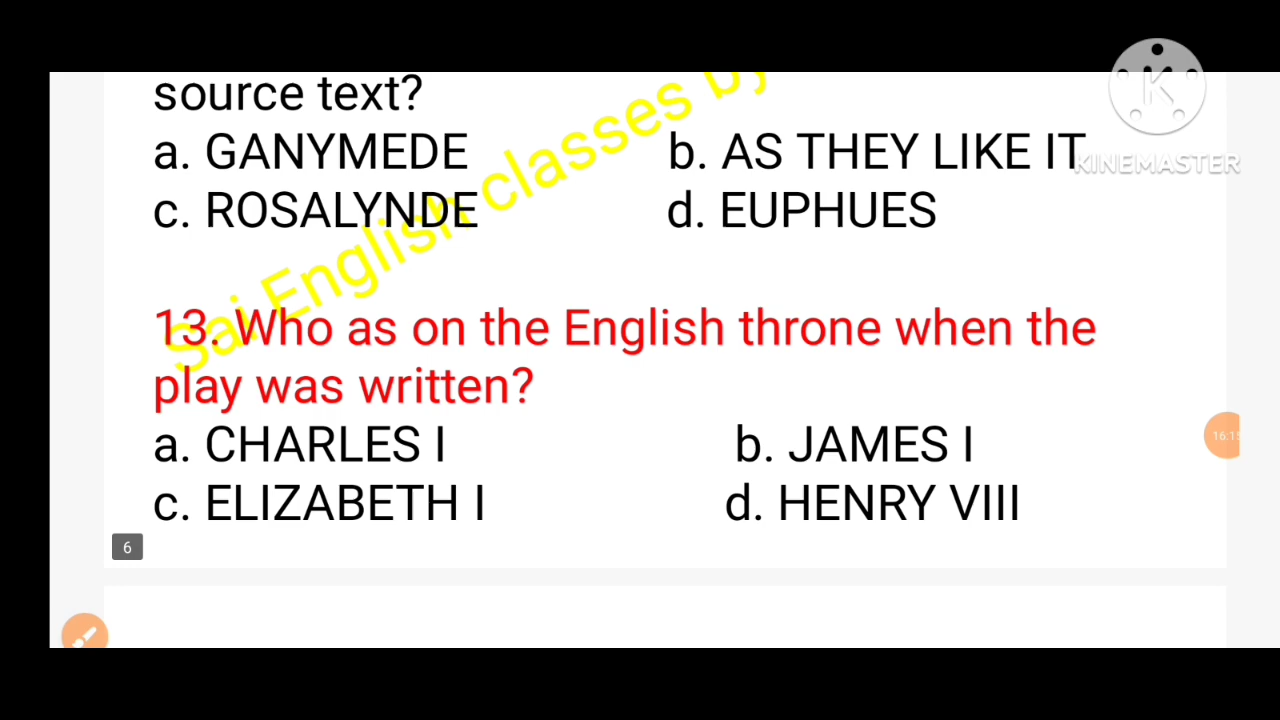 source text?
a. GANYMEDE b. AS THEY LIKE IT
c. ROSALYNDE d. EUPHUES
13. Who as on the English throne when the
play was written?
a. CHARLES I b. JAMES I
c. ELIZABETH I d. HENRY VIII
6
Sai English classes by
KINEMASTER